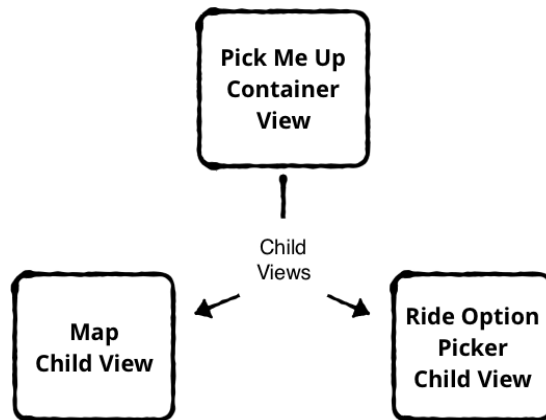 Pick Me Up
Container
View
Child
Views
Map
Child View
Ride Option
Picker
Child View